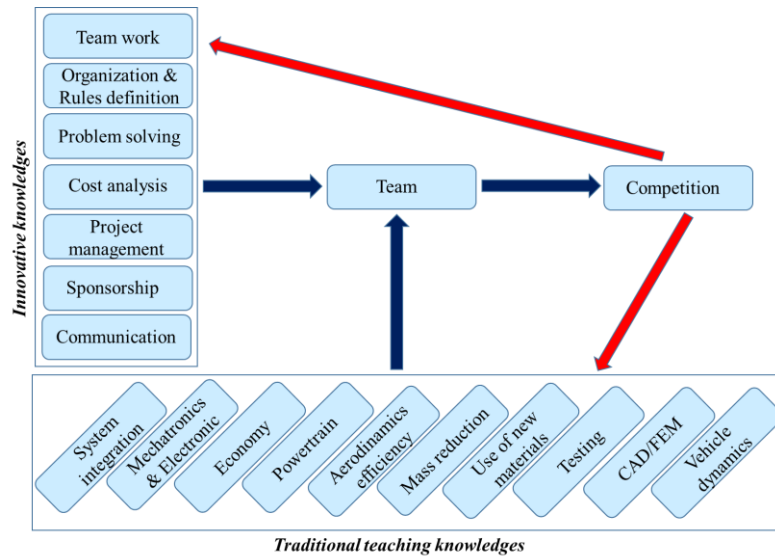 Team work
Organization &
Rules definition
Problem solving
Cost analysis
Project
management
Sponsorship
Communication
Innovative knowledges
Team
Competition
System
integration
Mechatronics
& Electronic
Economy
Powertrain
Aerodinamics
efficiency
Mass reduction
Use of new
materials
Testing
CAD/FEM
Vehicle
dynamics
Traditional teaching knowledges